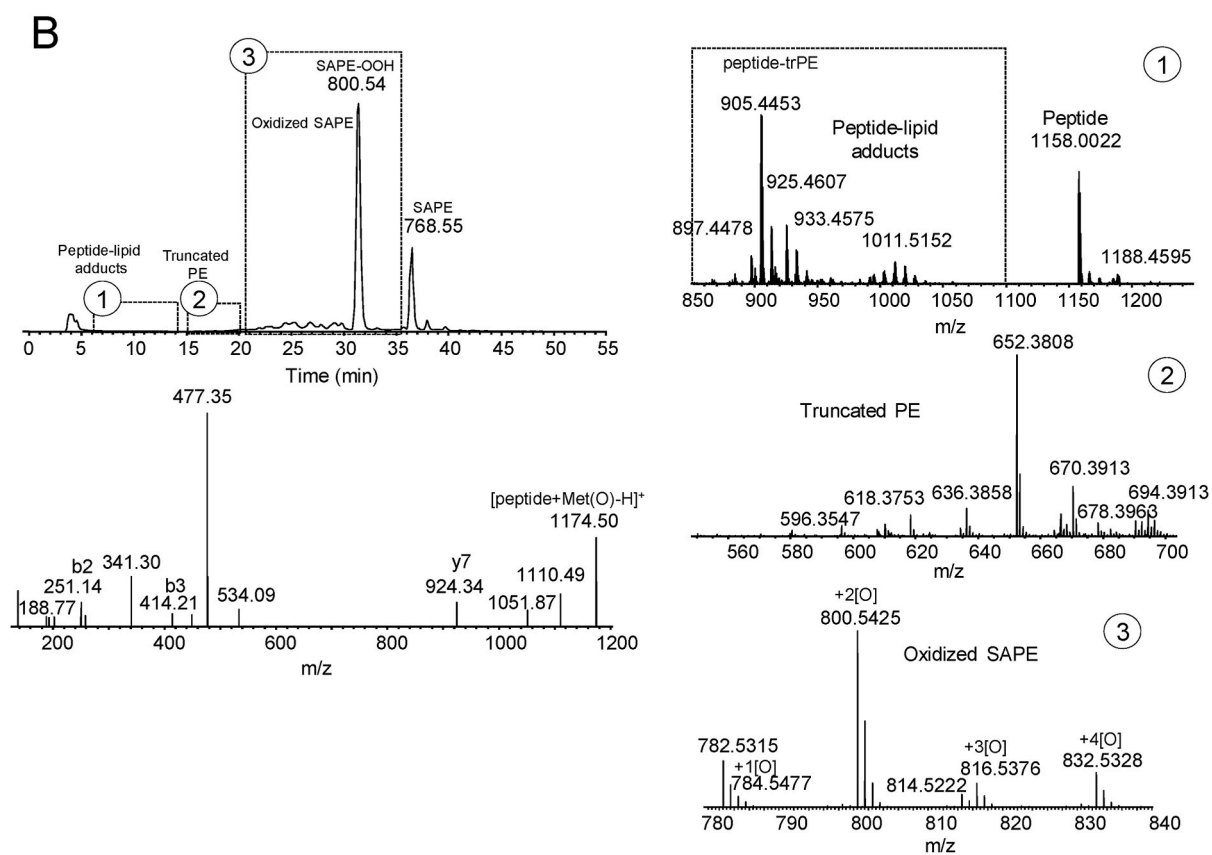 B
3
SAPE-OOH
800.54
Oxidized SAPE
SAPE
768.55
Peptide-lipid
adducts
Truncated
PE
1
2
0 5 10 15 20 25 30 35 40 45 50 55
Time (min)
477.35
[peptide+Met(O)-H]+
1174.50
b2
251.14
341.30
b3
414.21
188.77
534.09
y7
924.34
1051.87
1110.49
200 400 600 800 1000 1200
m/z
1
peptide-trPE
905.4453
Peptide-lipid
adducts
Peptide
1158.0022
925.4607
897.4478
933.4575
1011.5152
1188.4595
850 900 950 1000 1050 1100 1150 1200
m/z
2
652.3808
Truncated PE
670.3913
618.3753
636.3858
694.3913
678.3963
596.3547
560 580 600 620 640 660 680 700
m/z
3
+2[O]
800.5425
Oxidized SAPE
782.5315
+1[O]
784.5477
814.5222
+3[O]
816.5376
+4[O]
832.5328
780 790 800 810 820 830 840
m/z